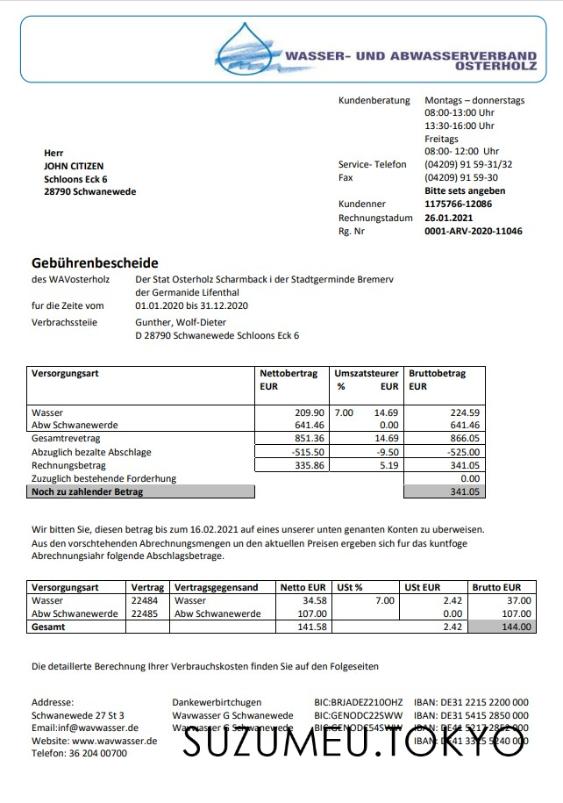 WASSER- UND ABWASSERVERBAND
OSTERHOLZ
Kundenberatung Montags – donnerstags
08:00-13:00 Uhr
13:30-16:00 Uhr
Freitags
08:00- 12:00 Uhr
Service- Telefon (04209) 91 59-31/32
Fax (04209) 91 59-30
Bitte sets angeben
Kundenner 1175766-12086
Rechnungstadum 26.01.2021
Rg. Nr 0001-ARV-2020-11046
Herr
JOHN CITIZEN
Schloons Eck 6
28790 Schwanewede
Gebührenbescheide
des WAVosterholz Der Stat Osterholz Scharmback i der Stadtgerminde Bremerv
der Germanide Lifenthal
fur die Zeite vom 01.01.2020 bis 31.12.2020
Verbrachssteiie Gunther, Wolf-Dieter
D 28790 Schwanewede Schloons Eck 6
Versorgungsart Nettobertrag Umszatsteurer Bruttobetrag
EUR % EUR EUR
Wasser 209.90 7.00 14.69 224.59
Abw Schwanewerde 641.46 0.00 641.46
Gesamtrevetrag 851.36 14.69 866.05
Abzuglich bezalte Abschlage -515.50 -9.50 -525.00
Rechnungsbetrag 335.86 5.19 341.05
Zuzuglich bestehende Forderhung 0.00
Noch zu zahlender Betrag 341.05
Wir bitten Sie, diesen betrag bis zum 16.02.2021 auf eines unserer unten genanten Konten zu uberweisen.
Aus den vorschtehenden Abrechnungsmengen un den aktuellen Preisen ergeben sich fur das kuntfoge
Abrechnungsiahr folgende Abschlagsbetrage.
Versorgungsart Vertrag Vertragsgegensand Netto EUR USt % USt EUR Brutto EUR
Wasser 22484 Wasser 34.58 7.00 2.42 37.00
Abw Schwanewerde 22485 Abw Schwanewerde 107.00 0.00 107.00
Gesamt 141.58 2.42 144.00
Die detaillerte Berechnung Ihrer Verbrauchskosten finden Sie auf den Folgeseiten
Addresse: Dankewerbirtchugen BIC:BRJADEZ210OHZ IBAN: DE31 2215 2200 000
Schwanewede 27 St 3 Wavwasser G Schwanewede BIC:GENODC22SWW IBAN: DE31 5415 2850 000
Email:inf@wavwasser.de Wavwasser G Schwanewede BIC:GENODE54SWW IBAN: DE41 5217 2852 000
Website: www.wavwasser.de IBAN: DE41 3325 5240 000
Telefon: 36 204 00700
SUZUMEU.TOKYO